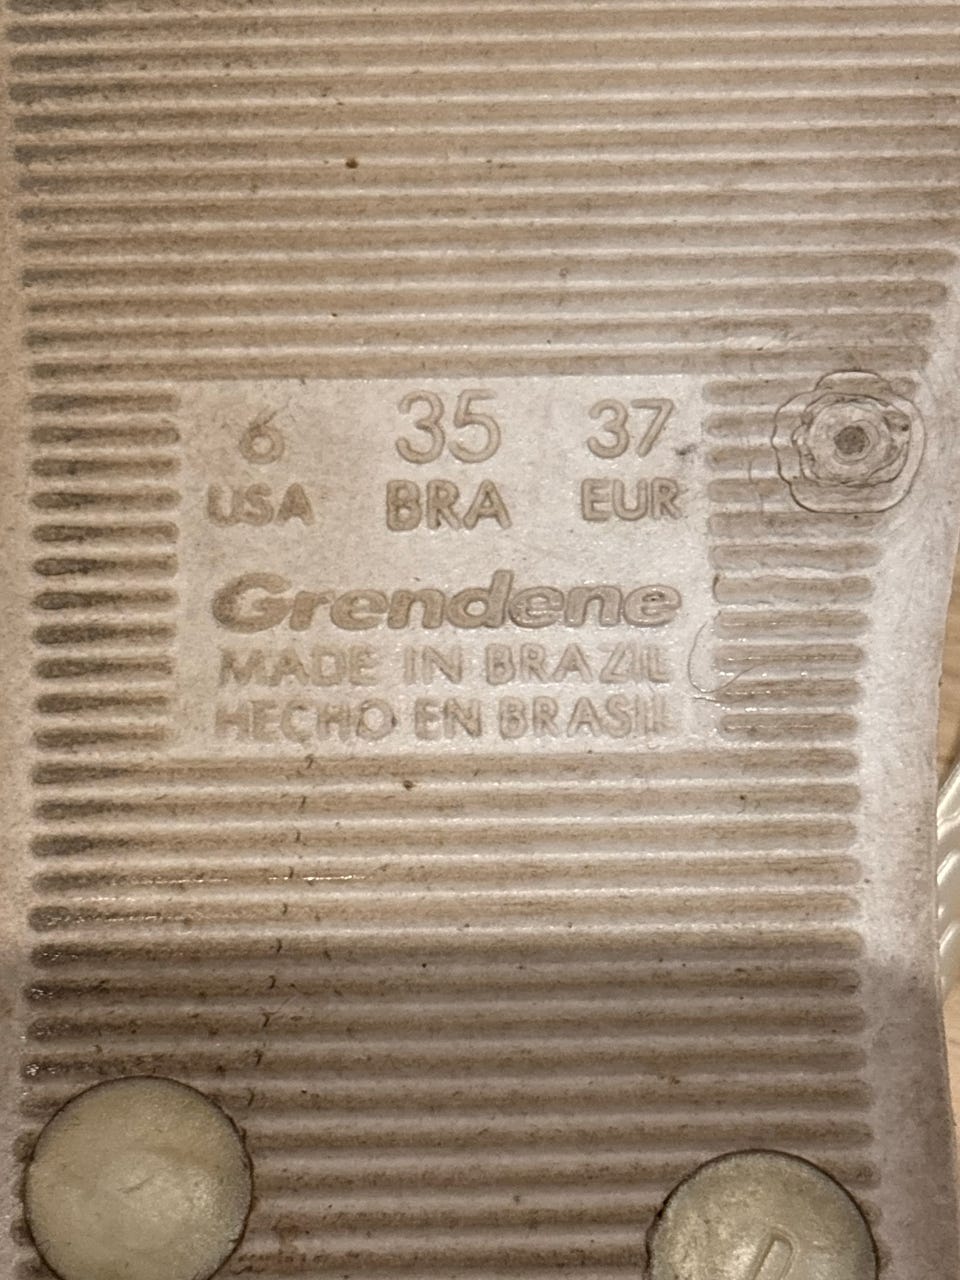 6 35 37
USA BRA EUR
Grendene
MADE IN BRAZIL
HECHO EN BRASIL